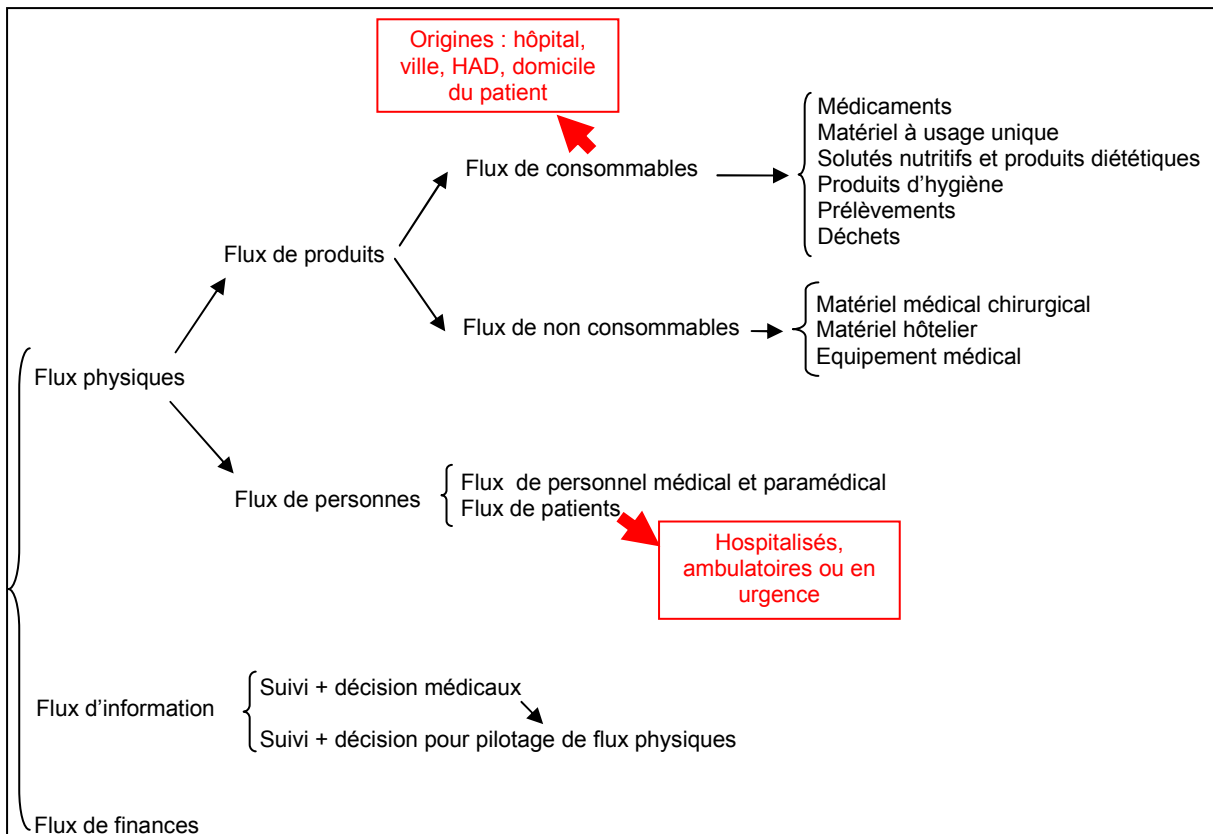 Origines : hôpital,
ville, HAD, domicile
du patient
Flux de consommables
Médicaments
Matériel à usage unique
Solutés nutritifs et produits diététiques
Produits d’hygiène
Prélèvements
Déchets
Flux de produits
Flux de non consommables
Matériel médical chirurgical
Matériel hôtelier
Equipement médical
Flux physiques
Flux de personnes
Flux de personnel médical et paramédical
Flux de patients
Hospitalisés,
ambulatoires ou en
urgence
Flux d’information
Suivi + décision médicaux
Suivi + décision pour pilotage de flux physiques
Flux de finances